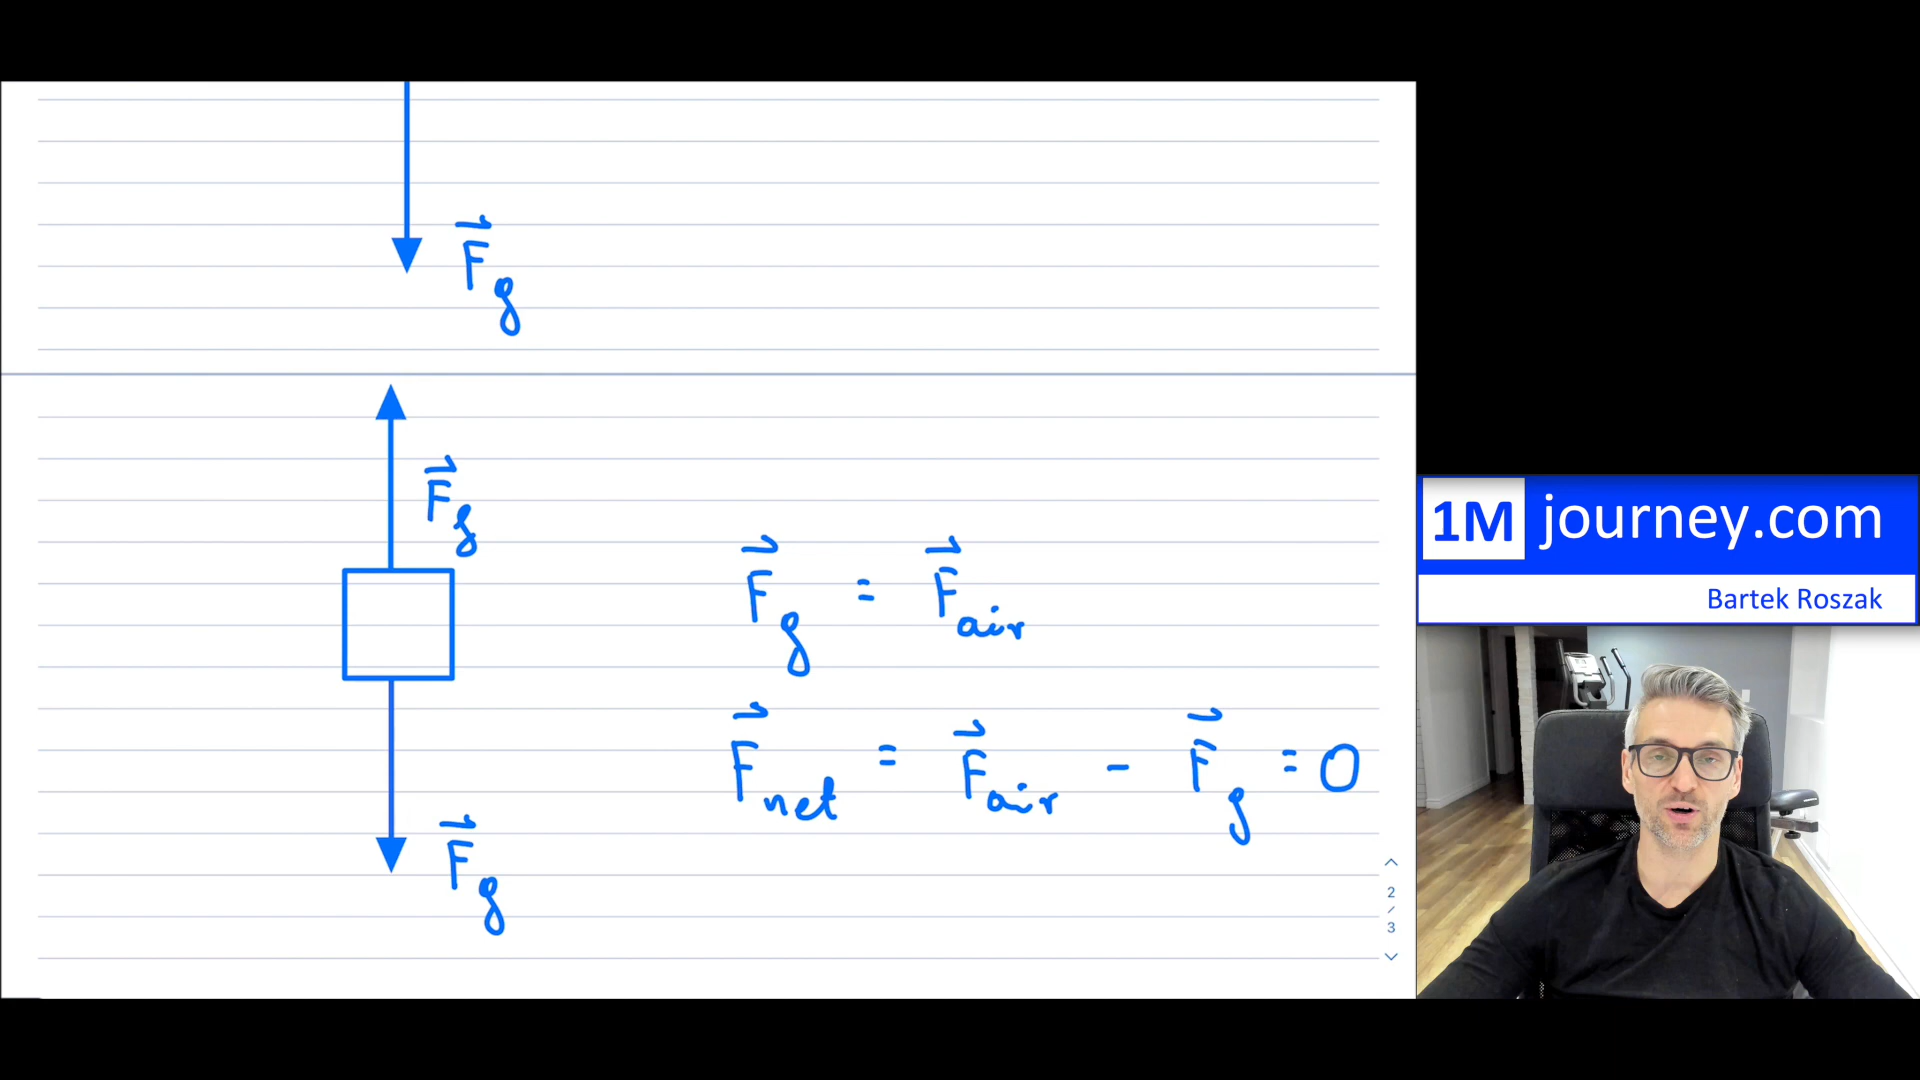 F⃗g
F⃗g
F⃗g = F⃗air
F⃗net = F⃗air - F⃗g = 0
F⃗g
2
/
3
1M journey.com
Bartek Roszak